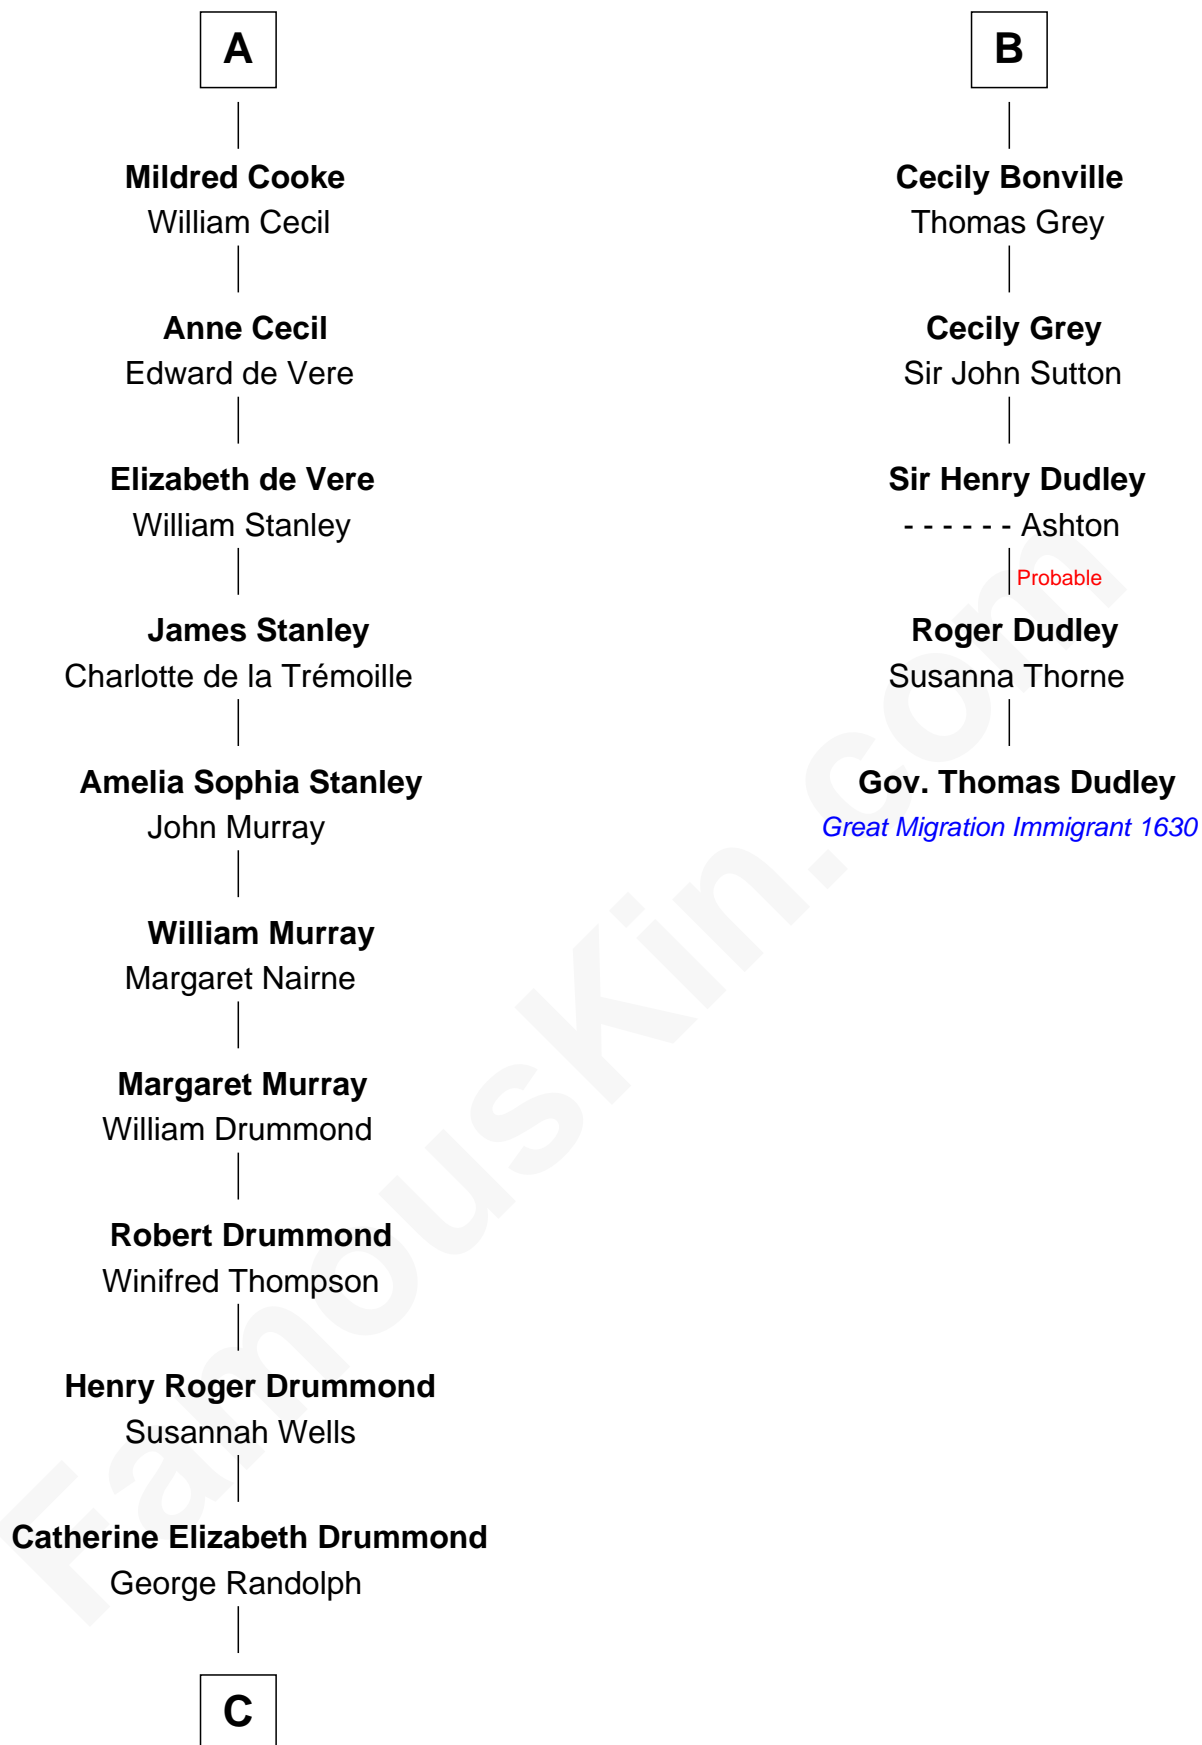 A
Mildred Cooke
William Cecil
Anne Cecil
Edward de Vere
Elizabeth de Vere
William Stanley
James Stanley
Charlotte de la Trémoille
Amelia Sophia Stanley
John Murray
William Murray
Margaret Nairne
Margaret Murray
William Drummond
Robert Drummond
Winifred Thompson
Henry Roger Drummond
Susannah Wells
Catherine Elizabeth Drummond
George Randolph
C
B
Cecily Bonville
Thomas Grey
Cecily Grey
Sir John Sutton
Sir Henry Dudley
- - - - - - Ashton
Probable
Roger Dudley
Susanna Thorne
Gov. Thomas Dudley
Great Migration Immigrant 1630
FamousKin.com